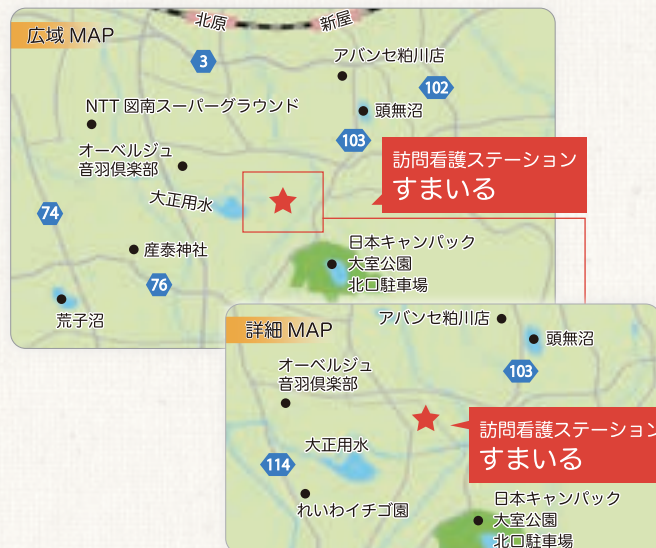 広域 MAP
北原
新屋
3
アバンセ粕川店
102
NTT 図南スーパーグラウンド
頭無沼
103
オーベルジュ
音羽倶楽部
訪問看護ステーション
すまいる
大正用水
74
産泰神社
日本キャンパック
大室公園
北口駐車場
76
荒子沼
詳細 MAP
アバンセ粕川店
頭無沼
オーベルジュ
音羽倶楽部
103
訪問看護ステーション
すまいる
大正用水
114
れいわイチゴ園
日本キャンパック
大室公園
北口駐車場